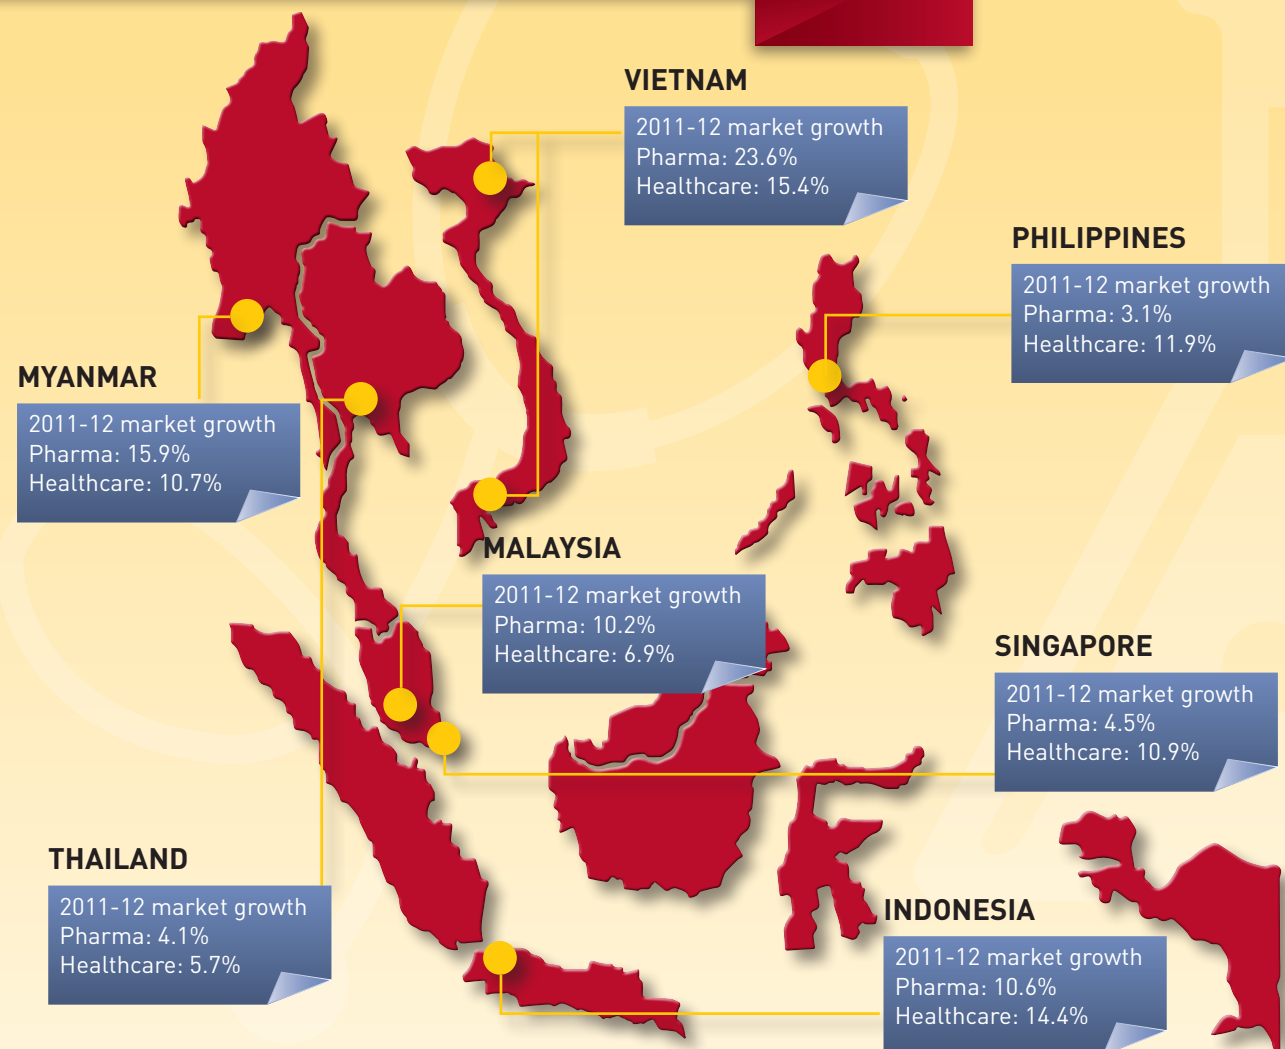 VIETNAM
2011-12 market growth
Pharma: 23.6%
Healthcare: 15.4%
PHILIPPINES
2011-12 market growth
Pharma: 3.1%
Healthcare: 11.9%
MYANMAR
2011-12 market growth
Pharma: 15.9%
Healthcare: 10.7%
MALAYSIA
2011-12 market growth
Pharma: 10.2%
Healthcare: 6.9%
SINGAPORE
2011-12 market growth
Pharma: 4.5%
Healthcare: 10.9%
THAILAND
2011-12 market growth
Pharma: 4.1%
Healthcare: 5.7%
INDONESIA
2011-12 market growth
Pharma: 10.6%
Healthcare: 14.4%